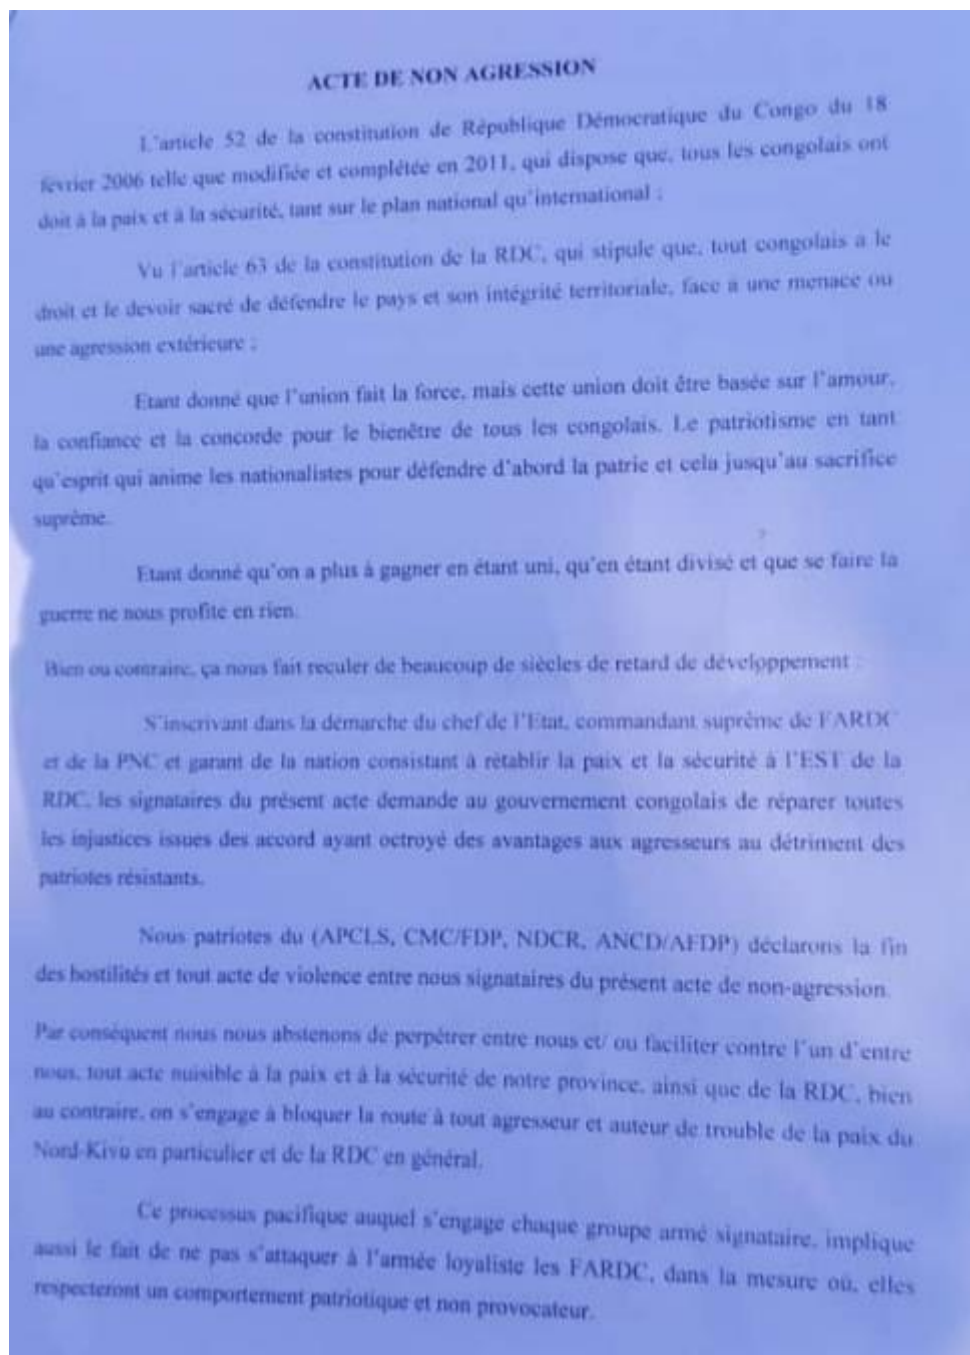 ACTE DE NON AGRESSION
L'article 52 de la constitution de République Démocratique du Congo du 18
février 2006 telle que modifiée et complétée en 2011, qui dispose que, tous les congolais ont
doit à la paix et à la sécurité, tant sur le plan national qu'international ;
Vu l'article 63 de la constitution de la RDC, qui stipule que, tout congolais a le
droit et le devoir sacré de défendre le pays et son intégrité territoriale, face à une menace ou
une agression extérieure ;
Etant donné que l'union fait la force, mais cette union doit être basée sur l'amour,
la confiance et la concorde pour le bienêtre de tous les congolais. Le patriotisme en tant
qu'esprit qui anime les nationalistes pour défendre d'abord la patrie et cela jusqu'au sacrifice
suprême.
Etant donné qu'on a plus à gagner en étant uni, qu'en étant divisé et que se faire la
guerre ne nous profite en rien.
Bien ou contraire, ça nous fait reculer de beaucoup de siècles de retard de développement :
S'inscrivant dans la démarche du chef de l'Etat, commandant suprême de FARDC
et de la PNC et garant de la nation consistant à rétablir la paix et la sécurité à l'EST de la
RDC, les signataires du présent acte demande au gouvernement congolais de réparer toutes
les injustices issues des accord ayant octroyé des avantages aux agresseurs au détriment des
patriotes résistants.
Nous patriotes du (APCLS, CMC/FDP, NDCR, ANCD/AFDP) déclarons la fin
des hostilités et tout acte de violence entre nous signataires du présent acte de non-agression.
Par conséquent nous nous abstenons de perpétrer entre nous et/ ou faciliter contre l'un d'entre
nous, tout acte nuisible à la paix et à la sécurité de notre province, ainsi que de la RDC, bien
au contraire, on s'engage à bloquer la route à tout agresseur et auteur de trouble de la paix du
Nord-Kivu en particulier et de la RDC en général.
Ce processus pacifique auquel s'engage chaque groupe armé signataire, implique
aussi le fait de ne pas s'attaquer à l'armée loyaliste les FARDC, dans la mesure où, elles
respecteront un comportement patriotique et non provocateur.